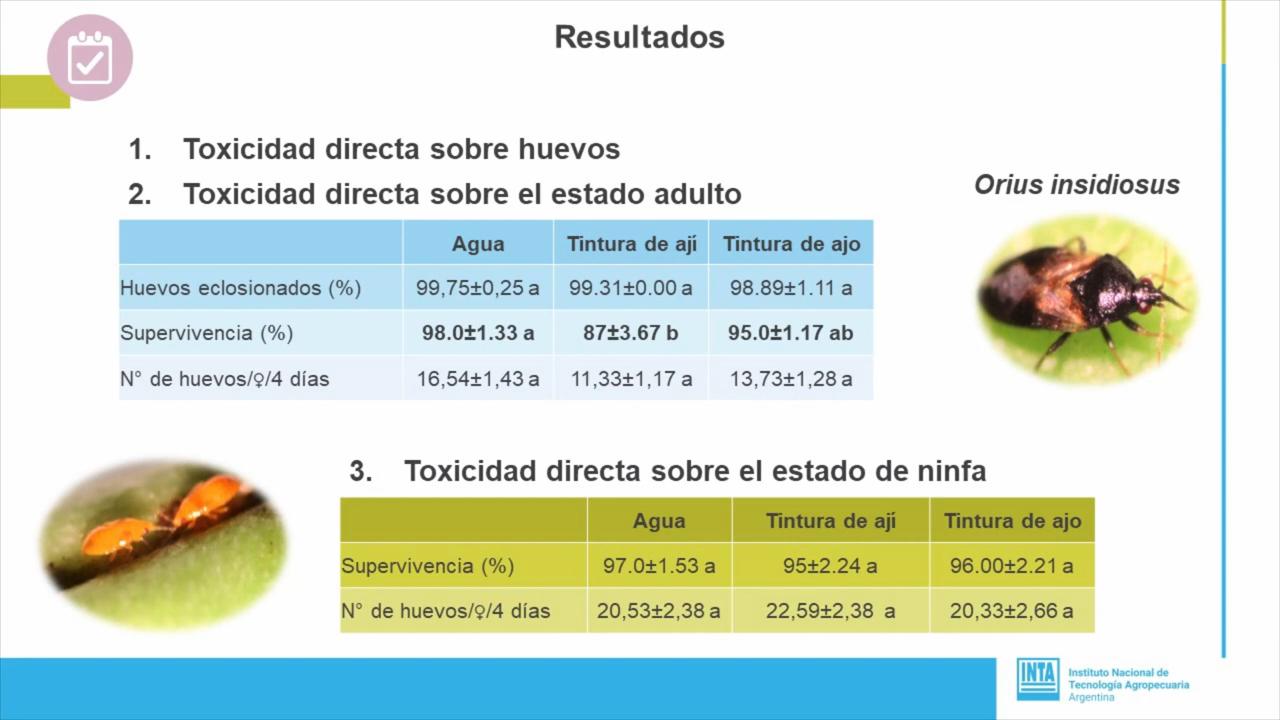 Resultados
1. Toxicidad directa sobre huevos
2. Toxicidad directa sobre el estado adulto
Orius insidiosus
Agua Tintura de ají Tintura de ajo
Huevos eclosionados (%) 99,75±0,25 a 99.31±0.00 a 98.89±1.11 a
Supervivencia (%) 98.0±1.33 a 87±3.67 b 95.0±1.17 ab
N° de huevos/♀/4 días 16,54±1,43 a 11,33±1,17 a 13,73±1,28 a
3. Toxicidad directa sobre el estado de ninfa
Agua Tintura de ají Tintura de ajo
Supervivencia (%) 97.0±1.53 a 95±2.24 a 96.00±2.21 a
N° de huevos/♀/4 días 20,53±2,38 a 22,59±2,38 a 20,33±2,66 a
INTA
Instituto Nacional de
Tecnología Agropecuaria
Argentina